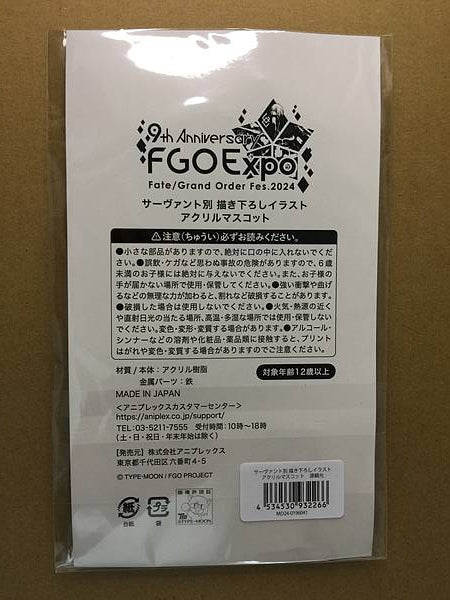 9th Anniversary
FGO Expo
Fate/Grand Order Fes.2024
サーヴァント別 描き下ろしイラスト
アクリルマスコット
⚠注意(ちゅうい)必ずお読みください。
●小さな部品がありますので、絶対に口の中に入れないでく
ださい。●誤飲・ケガなど思わぬ事故の危険がありますので、6歳
未満のお子様には絶対に与えないでください。また、お子様の
手が届かない場所で使用・保管してください。●強い衝撃や曲げ
るなどの無理な力が加わると、割れなど破損することがあります。
●破損した場合は使用しないでください。●火気・熱源の近く
や直射日光の当たる場所、高温・多湿な場所では使用・保管しない
でください。変色・変形・変質する場合があります。●アルコール・
シンナーなどの溶剤や化粧品・薬品類に接触すると、プリント
はがれや変色・変質する場合がありますのでご注意ください。
材質/本体:アクリル樹脂
金属パーツ:鉄
対象年齢12歳以上
MADE IN JAPAN
<アニプレックスカスタマーセンター>
https://aniplex.co.jp/support/
TEL:03-5211-7555 受付時間:10時~18時
(土・日・祝日・年末年始は除く)
[発売元]株式会社アニプレックス
東京都千代田区六番町4-5
© TYPE-MOON / FGO PROJECT
台紙
袋
版権許諾証
©TYPE-MOON
サーヴァント別 描き下ろしイラスト
アクリルマスコット 源頼光
4 534530 932266
MD24-0196041